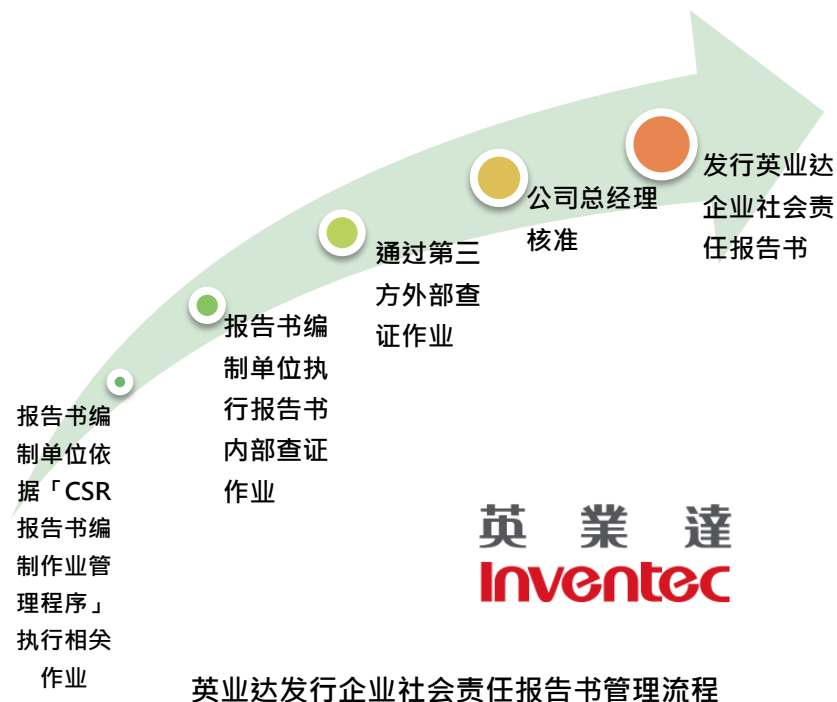 报告书编
制单位依
据「CSR
报告书编
制作业管
理程序」
执行相关
作业
报告书编
制单位执
行报告书
内部查证
作业
通过第三
方外部查
证作业
公司总经理
核准
发行英业达
企业社会责
任报告书
英業達
Inventec
英业达发行企业社会责任报告书管理流程